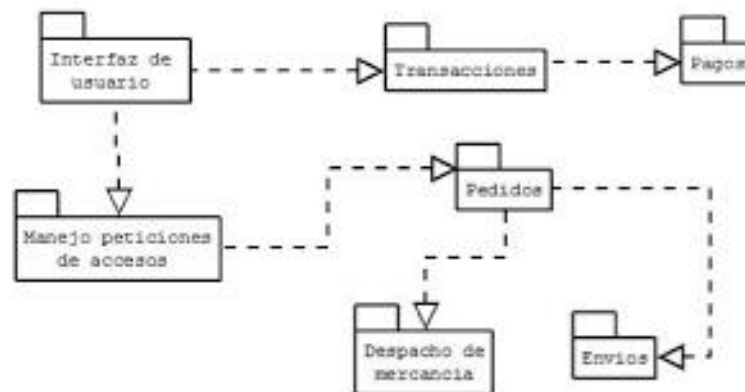 Interfaz de
usuario
Transacciones
Pagos
Manejo peticiones
de accesos
Pedidos
Despacho de
mercancia
Envios